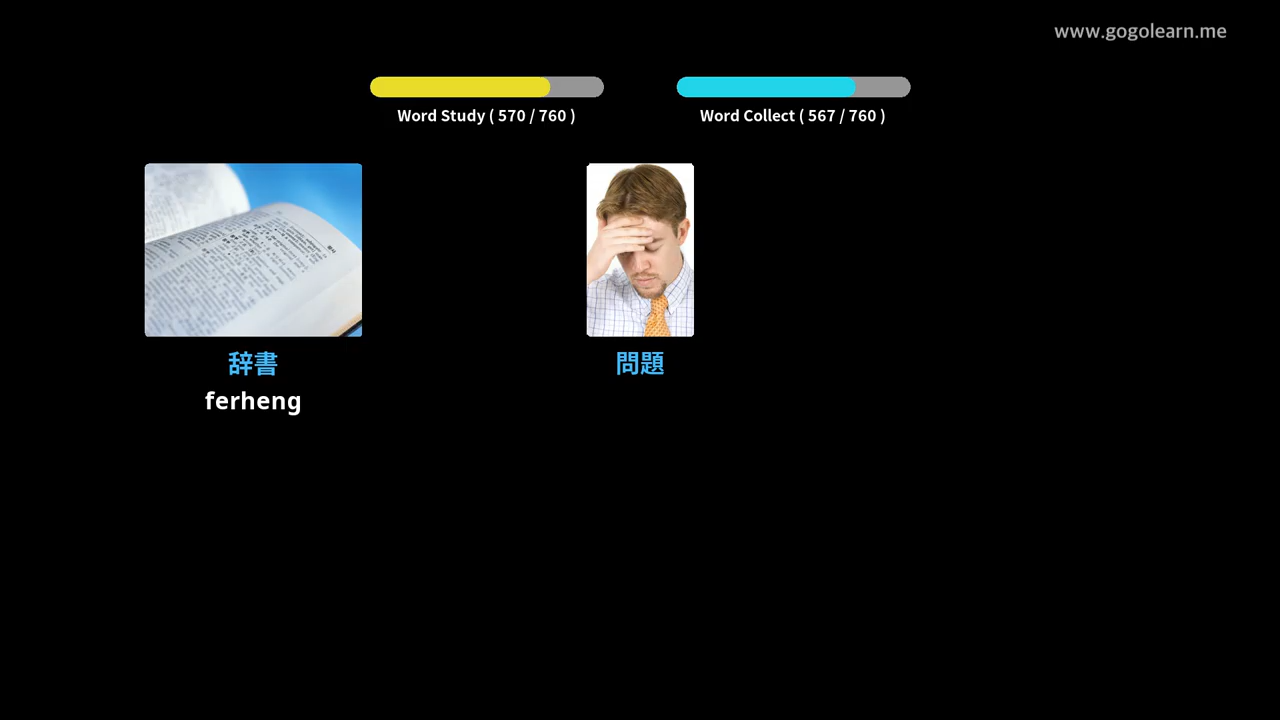 www.gogolearn.me
Word Study ( 570 / 760 )
Word Collect ( 567 / 760 )
辞書
ferheng
問題